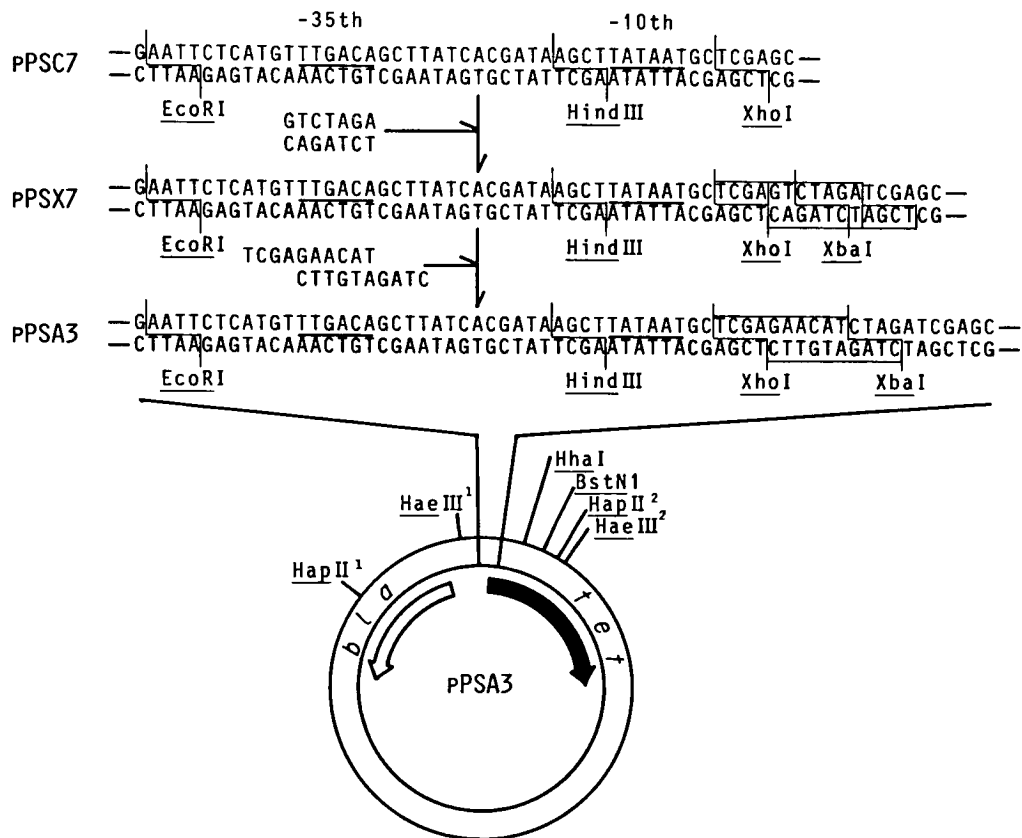 -35th -10th
pPSC7
—GAATTCTCATGTTTGACAGCTTATCACGATAAGCTTATAATGCTCGAGC—
—CTTAAGAGTACAAACTGTCGAATAGTGCTATTCGAATATTACGAGCTCG—
EcoRI HindIII XhoI
GTCTAGA
CAGATCT
pPSX7
—GAATTCTCATGTTTGACAGCTTATCACGATAAGCTTATAATGCTCGAGTCTAGATCGAGC—
—CTTAAGAGTACAAACTGTCGAATAGTGCTATTCGAATATTACGAGCTCAGATCTAGCTCG—
EcoRI HindIII XhoI XbaI
TCGAGAACAT
CTTGTAGATC
pPSA3
—GAATTCTCATGTTTGACAGCTTATCACGATAAGCTTATAATGCTCGAGAACATCTAGATCGAGC—
—CTTAAGAGTACAAACTGTCGAATAGTGCTATTCGAATATTACGAGCTCTTGTAGATCTAGCTCG—
EcoRI HindIII XhoI XbaI
HhaI
BstN1
HaeIII¹ HapII²
HaeIII²
HapII¹
bla tet
pPSA3